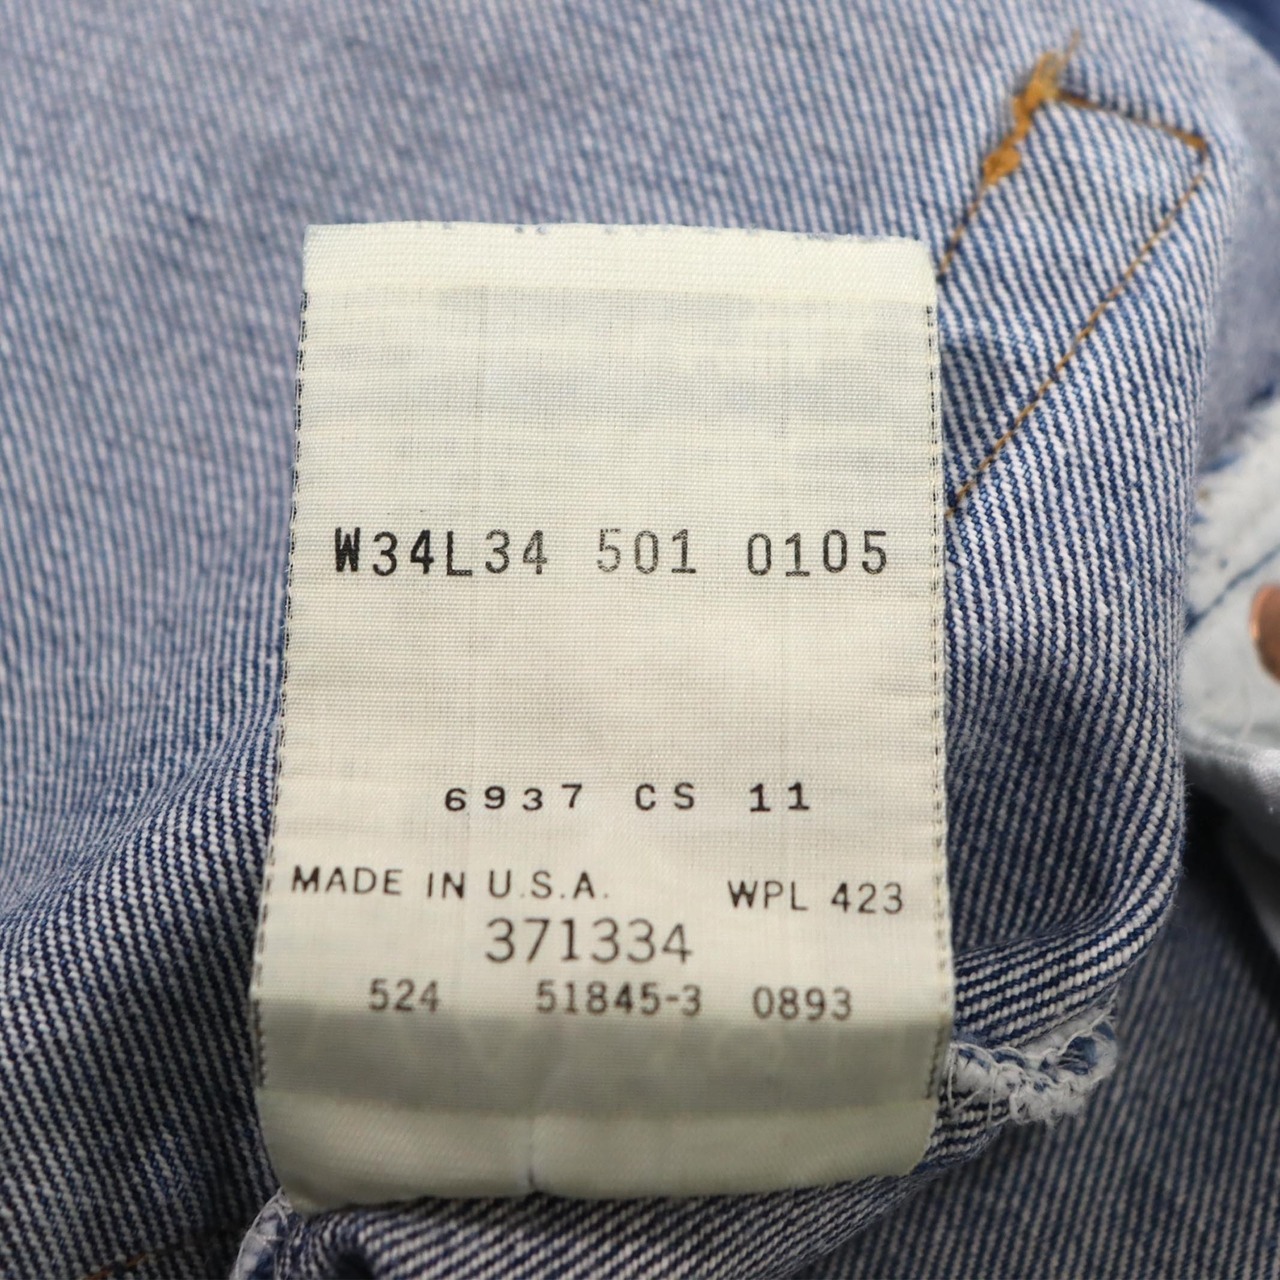 W34L34 501 0105
6937 CS 11
MADE IN U.S.A. WPL 423
371334
524 51845-3 0893